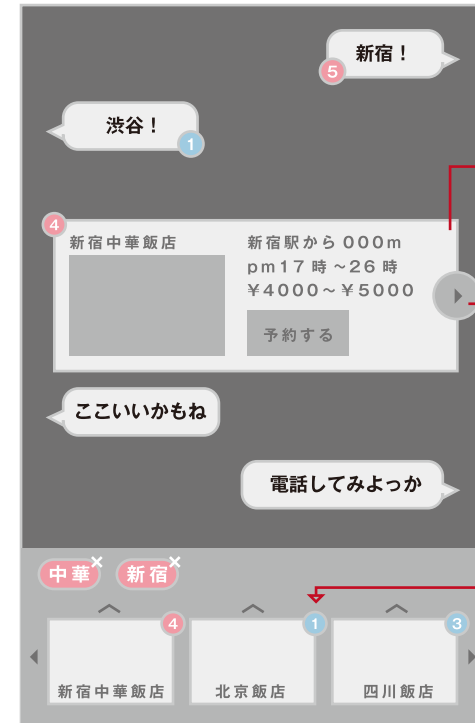 新宿！
5
渋谷！
1
4
新宿中華飯店
新宿駅から000m
pm17時～26時
¥4000～¥5000
予約する
ここいいかもね
電話してみよっか
中華×
新宿×
4
1
3
新宿中華飯店
北京飯店
四川飯店